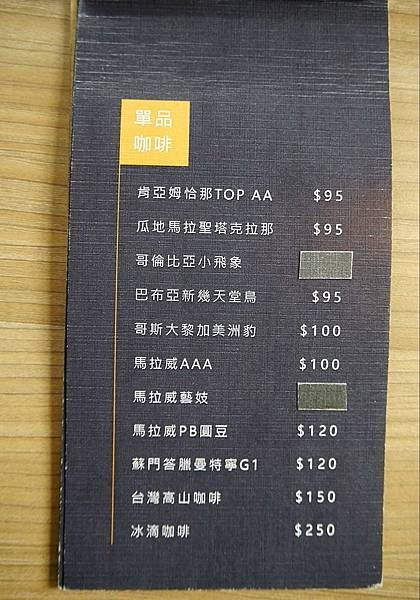 單品
咖啡
肯亞姆恰那TOP AA $95
瓜地馬拉聖塔克拉那 $95
哥倫比亞小飛象
巴布亞新幾天堂鳥 $95
哥斯大黎加美洲豹 $100
馬拉威AAA $100
馬拉威藝妓
馬拉威PB圓豆 $120
蘇門答臘曼特寧G1 $120
台灣高山咖啡 $150
冰滴咖啡 $250